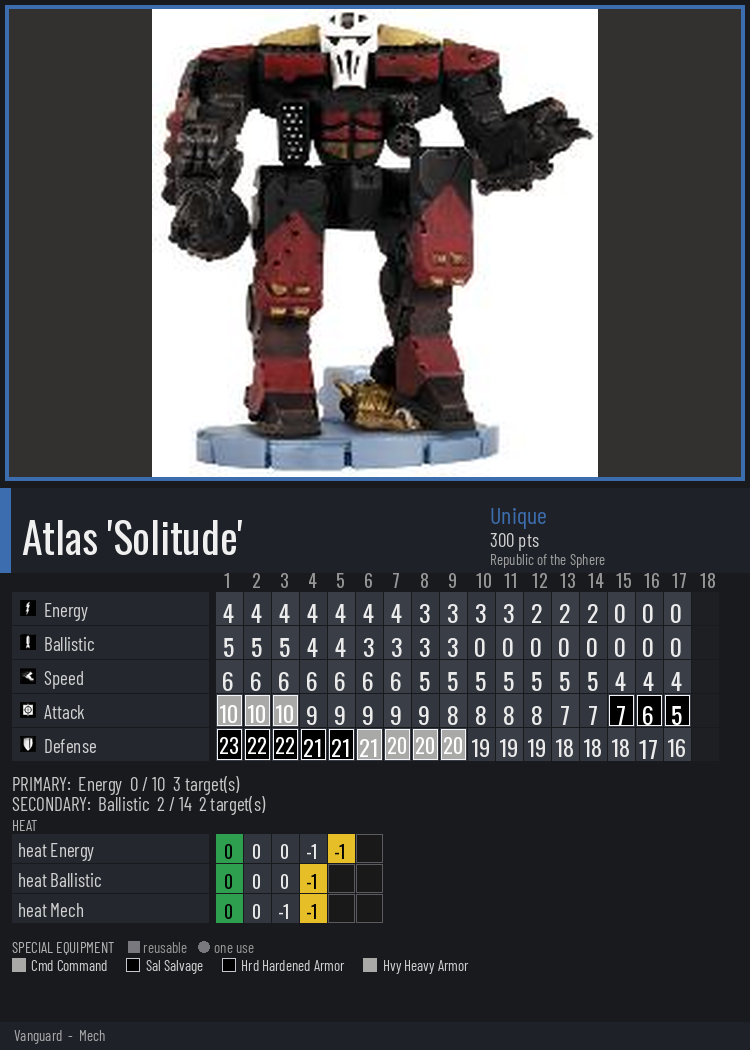 Atlas 'Solitude'
Unique
300 pts
Republic of the Sphere
1 2 3 4 5 6 7 8 9 10 11 12 13 14 15 16 17 18
Energy 4 4 4 4 4 4 4 3 3 3 3 2 2 2 0 0 0
Ballistic 5 5 5 4 4 3 3 3 3 0 0 0 0 0 0 0 0
Speed 6 6 6 6 6 6 6 5 5 5 5 5 5 5 4 4 4
Attack 10 10 10 9 9 9 9 9 8 8 8 8 7 7 7 6 5
Defense 23 22 22 21 21 21 20 20 20 19 19 19 18 18 18 17 16
PRIMARY: Energy 0 / 10 3 target(s)
SECONDARY: Ballistic 2 / 14 2 target(s)
HEAT
heat Energy 0 0 0 -1 -1
heat Ballistic 0 0 0 -1
heat Mech 0 0 -1 -1
SPECIAL EQUIPMENT reusable one use
Cmd Command Sal Salvage Hrd Hardened Armor Hvy Heavy Armor
Vanguard - Mech